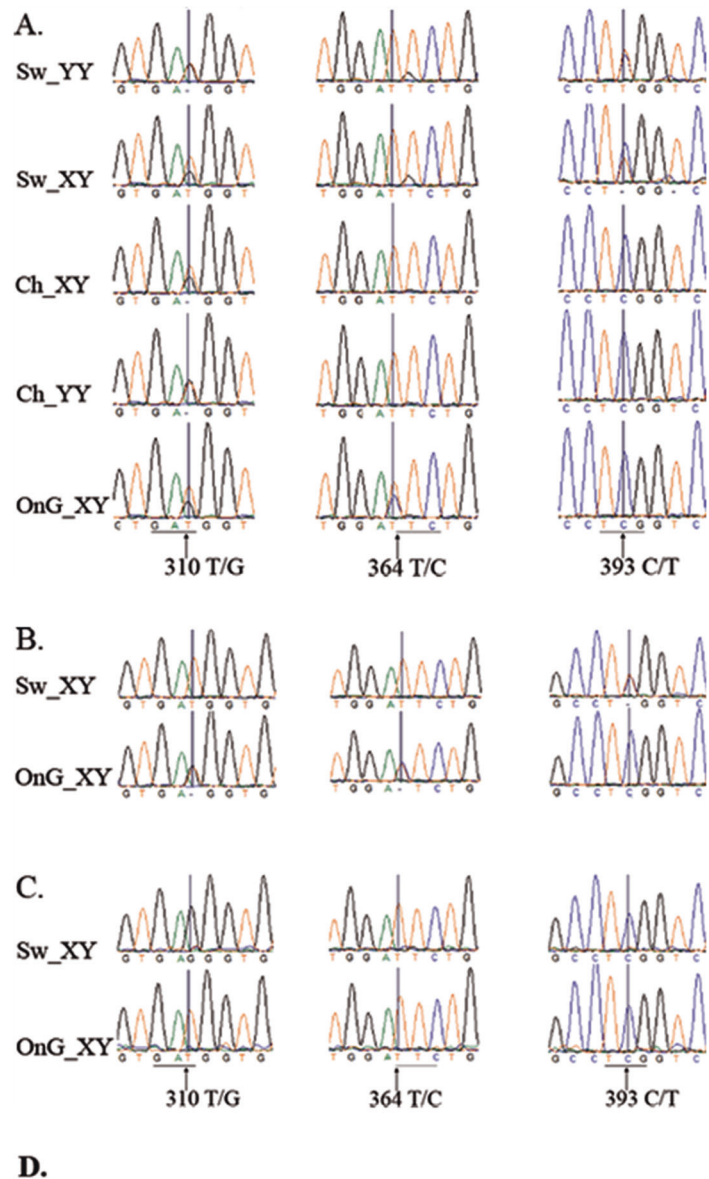 A.
Sw_YY
G T G A - G G T
T G G A T T C T G
C C T T G G T C
Sw_XY
G T G A T G G T
T G G A T T C T G
C C T - G G - C
Ch_XY
G T G A - G G T
T G G A T T C T G
C C T C G G T C
Ch_YY
G T G A - G G T
T G C A T T C T G
C C T C G G T C
OnG_XY
C T G A T G G T
T G G A T T C T G
C C T C G G T C
310 T/G
364 T/C
393 C/T
B.
Sw_XY
G T G A T G G T G
T G G A T T C T G
G C C T - G G T C
OnG_XY
G T G A - G G T G
T G G A - T C T G
G C C T C G G T C
C.
Sw_XY
G T G A G G G T G
T G G A T T C T G
G C C T C G G T C
OnG_XY
G T G A T G G T G
T G G A T T C T G
G C C T C G G T C
310 T/G
364 T/C
393 C/T
D.